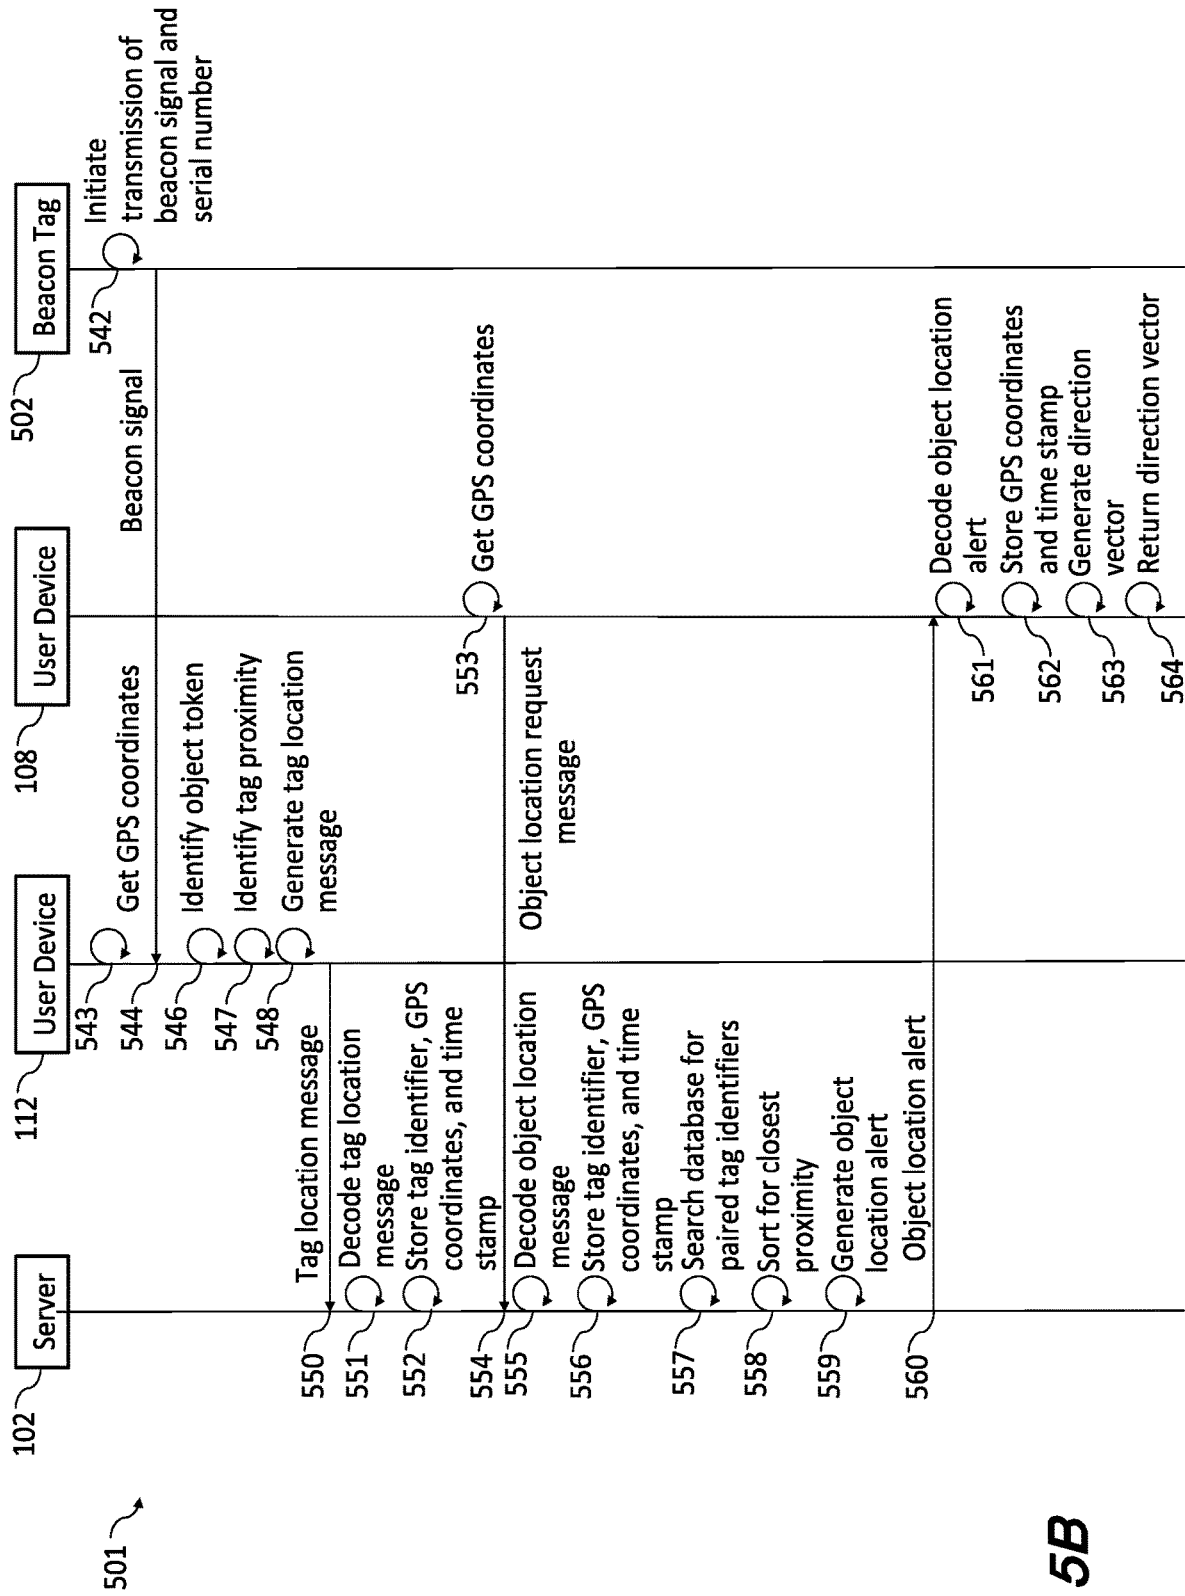 501
102
Server
112
User Device
108
User Device
502
Beacon Tag
542
Initiate
transmission of
beacon signal and
serial number
543
Get GPS coordinates
544
Beacon signal
546
Identify object token
547
Identify tag proximity
548
Generate tag location
message
550
Tag location message
551
Decode tag location
message
552
Store tag identifier, GPS
coordinates, and time
stamp
553
Get GPS coordinates
554
Object location request
message
555
Decode object location
message
556
Store tag identifier, GPS
coordinates, and time
stamp
557
Search database for
paired tag identifiers
558
Sort for closest
proximity
559
Generate object
location alert
560
Object location alert
561
Decode object location
alert
562
Store GPS coordinates
and time stamp
563
Generate direction
vector
564
Return direction vector
5B